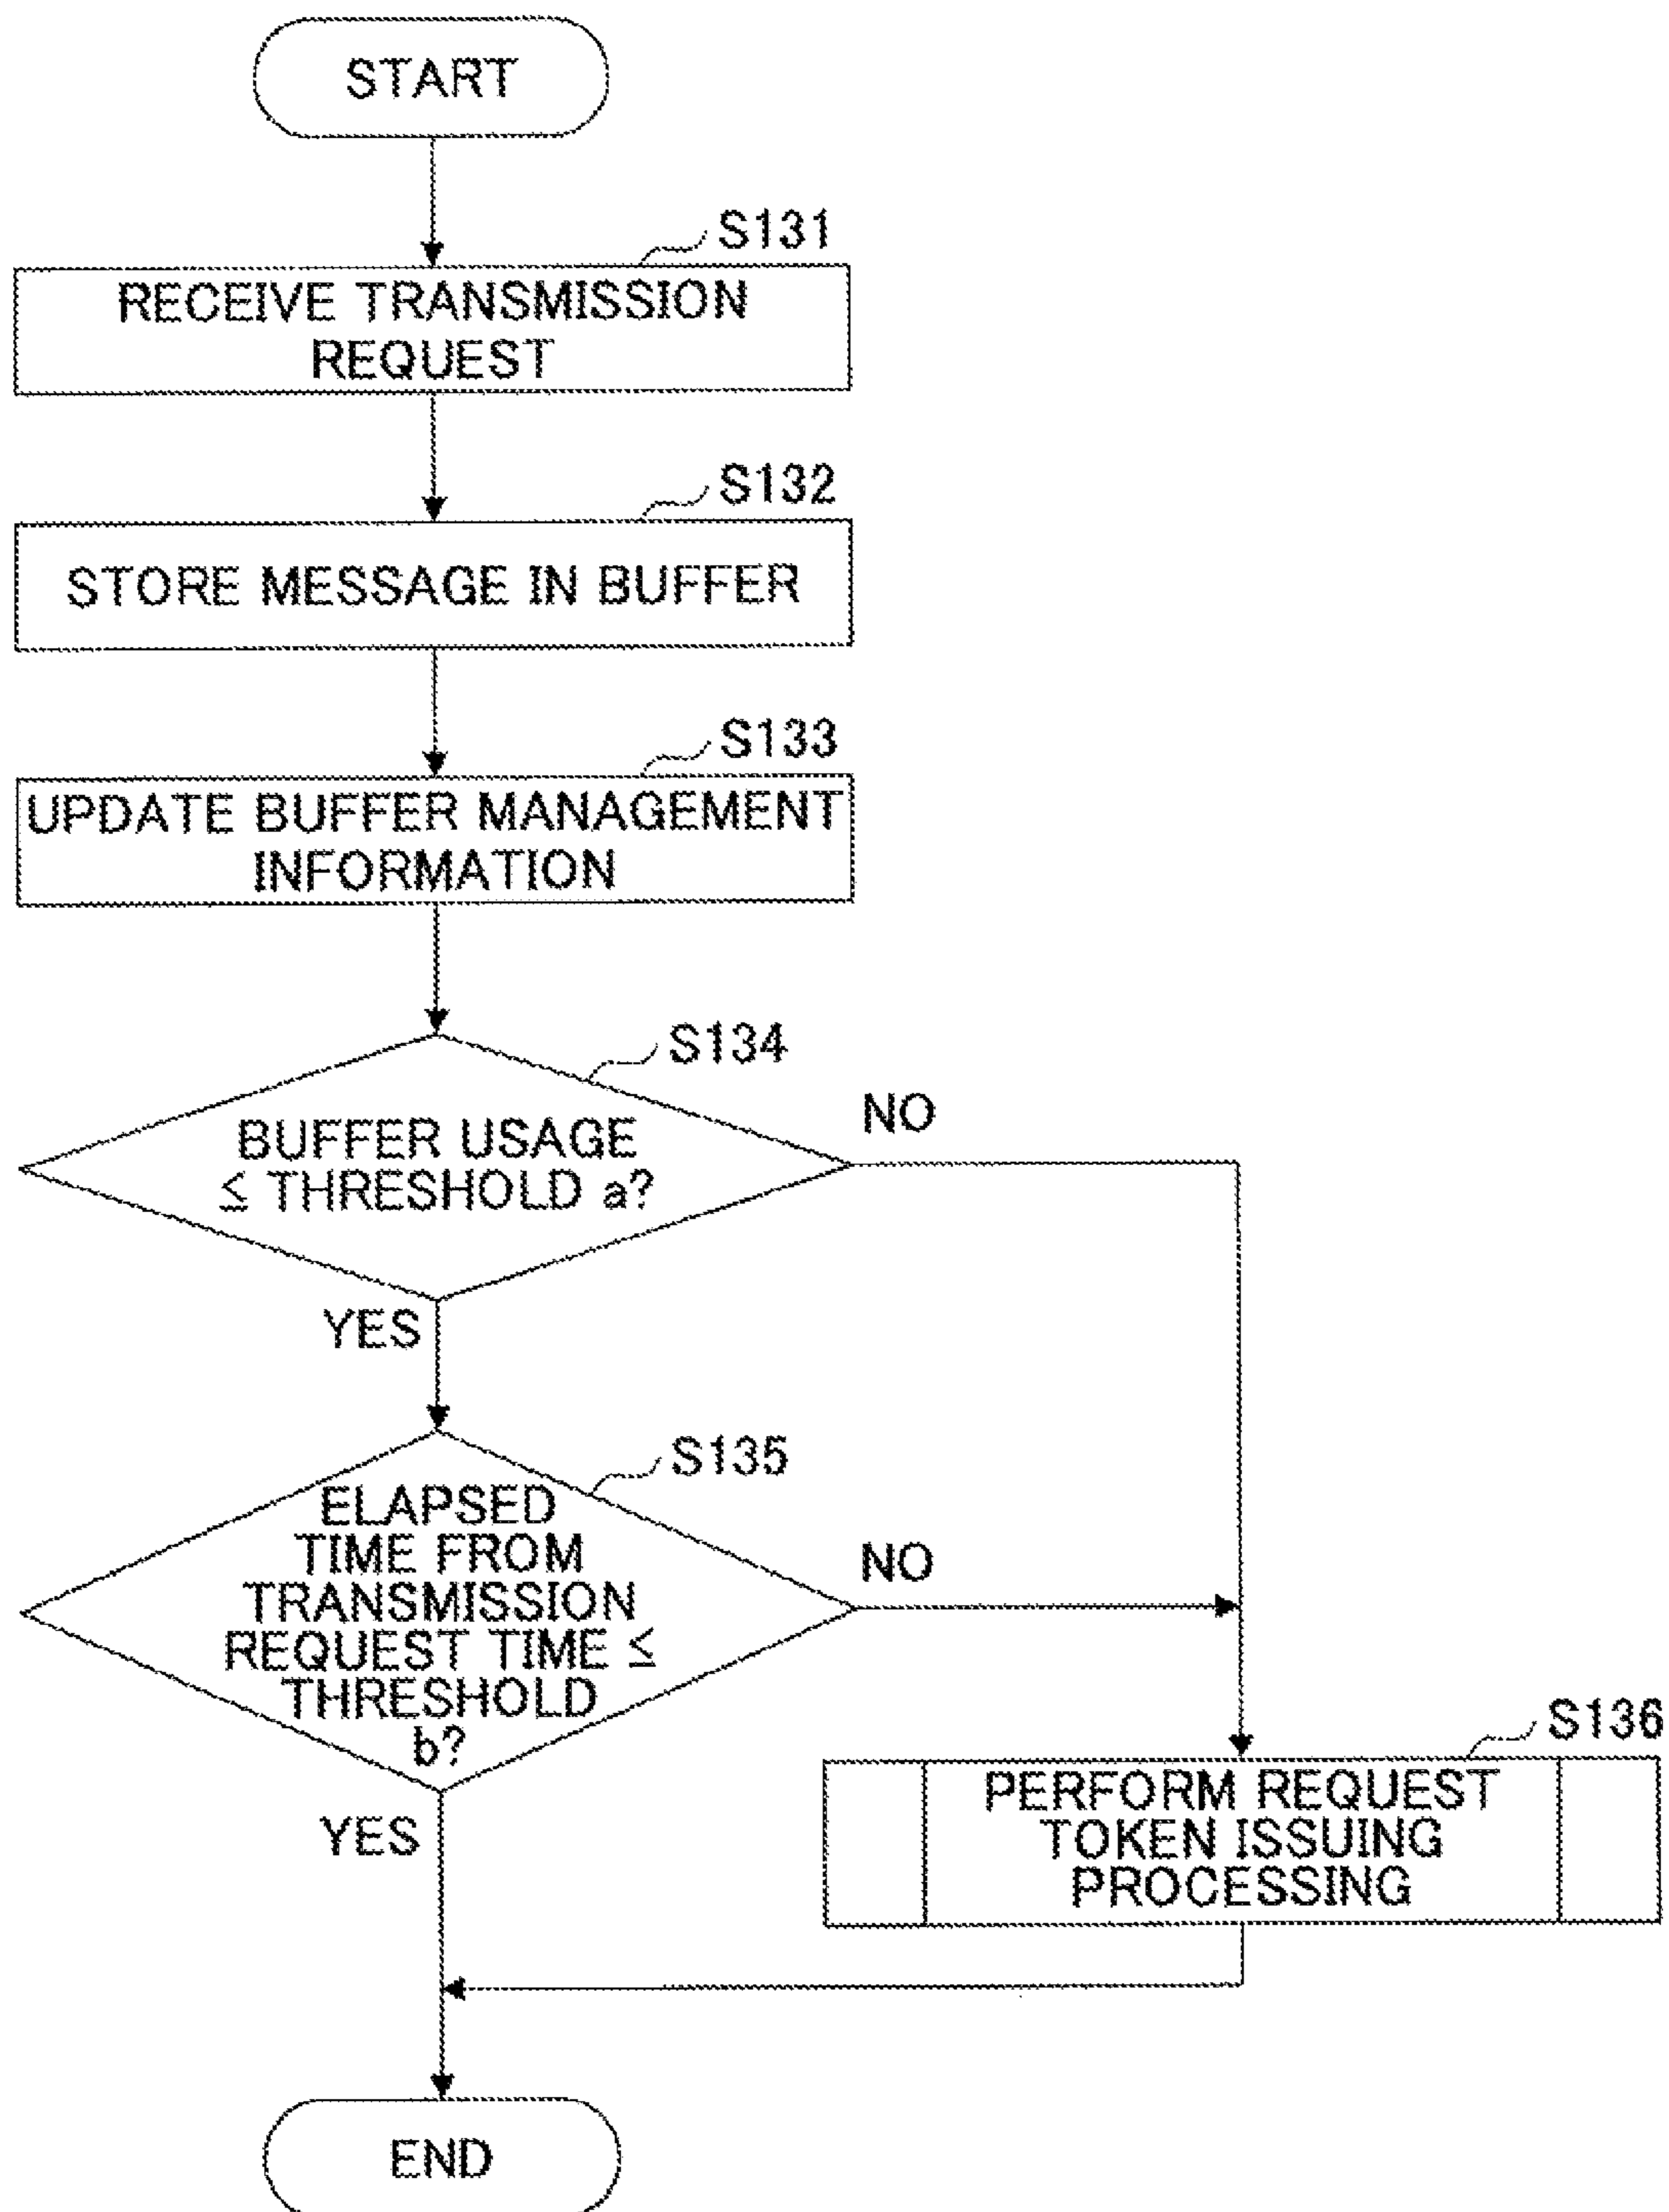 START
S131
RECEIVE TRANSMISSION
REQUEST
S132
STORE MESSAGE IN BUFFER
S133
UPDATE BUFFER MANAGEMENT
INFORMATION
S134
BUFFER USAGE
≤ THRESHOLD a?
NO
YES
S135
ELAPSED
TIME FROM
TRANSMISSION
REQUEST TIME ≤
THRESHOLD
b?
NO
YES
S136
PERFORM REQUEST
TOKEN ISSUING
PROCESSING
END